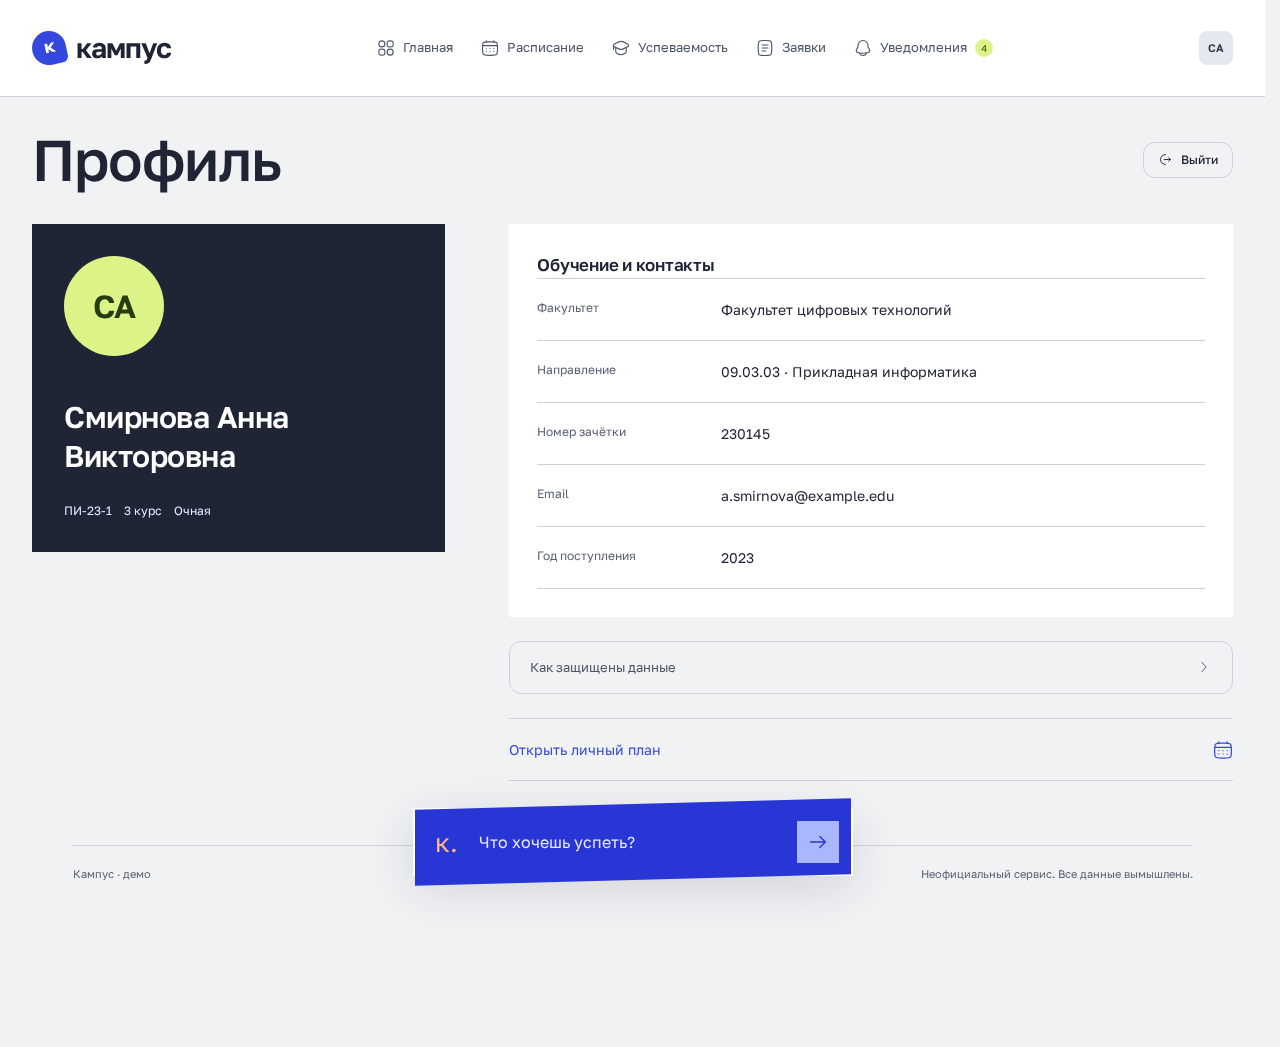 к кампус
Главная
Расписание
Успеваемость
Заявки
Уведомления 4
СА
Профиль
Выйти
СА
Смирнова Анна
Викторовна
ПИ-23-1 3 курс Очная
Обучение и контакты
Факультет
Факультет цифровых технологий
Направление
09.03.03 · Прикладная информатика
Номер зачётки
230145
Email
a.smirnova@example.edu
Год поступления
2023
Как защищены данные
Открыть личный план
к. Что хочешь успеть?
Кампус · демо
Неофициальный сервис. Все данные вымышлены.